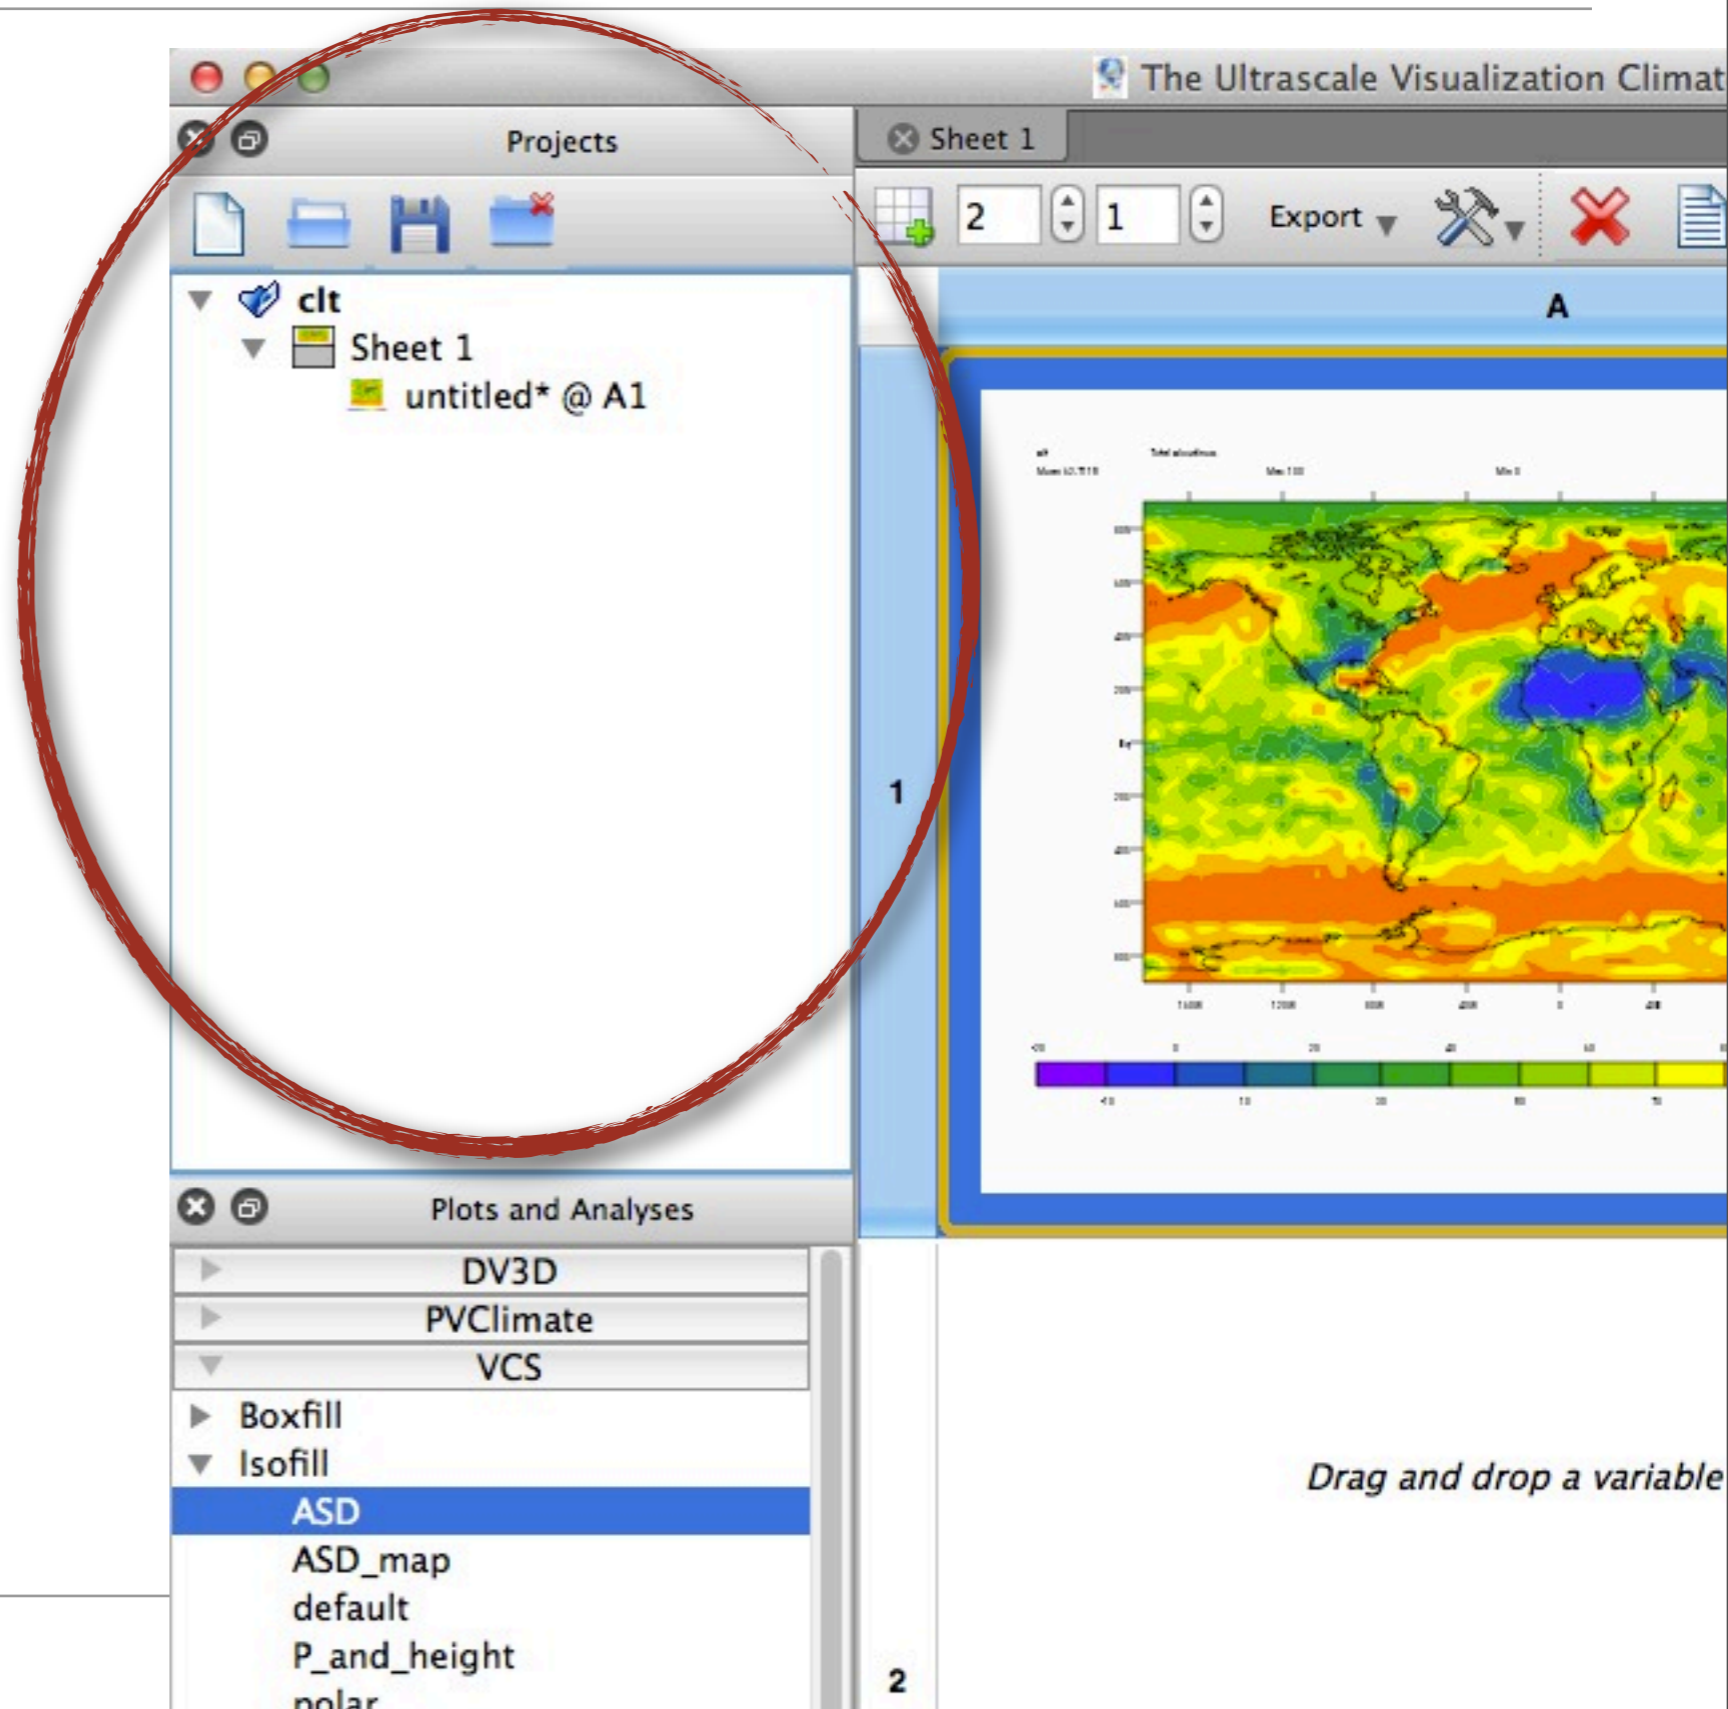 The Ultrascale Visualization Climat
Projects
Sheet 1
2 1 Export
clt
Sheet 1
untitled* @ A1
A
1
Plots and Analyses
DV3D
PVClimate
VCS
Boxfill
Isofill
ASD
ASD_map
default
P_and_height
polar
Drag and drop a variable
2